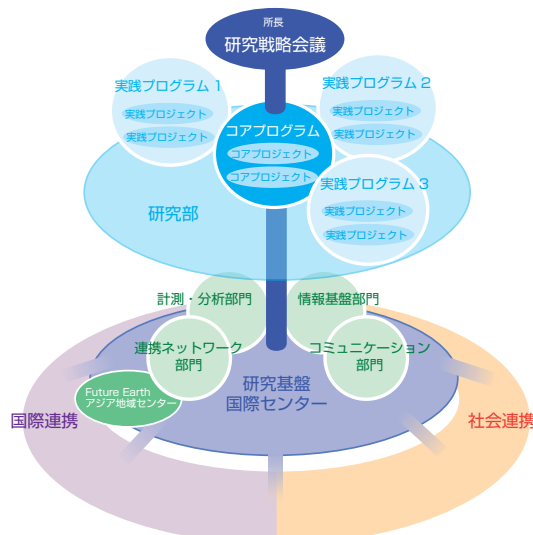 所長
研究戦略会議
実践プログラム 1
実践プロジェクト
実践プロジェクト
実践プログラム 2
実践プロジェクト
実践プロジェクト
コアプログラム
コアプロジェクト
コアプロジェクト
実践プログラム 3
実践プロジェクト
実践プロジェクト
研究部
計測・分析部門
情報基盤部門
連携ネットワーク
部門
コミュニケーション
部門
研究基盤
国際センター
Future Earth
アジア地域センター
国際連携
社会連携